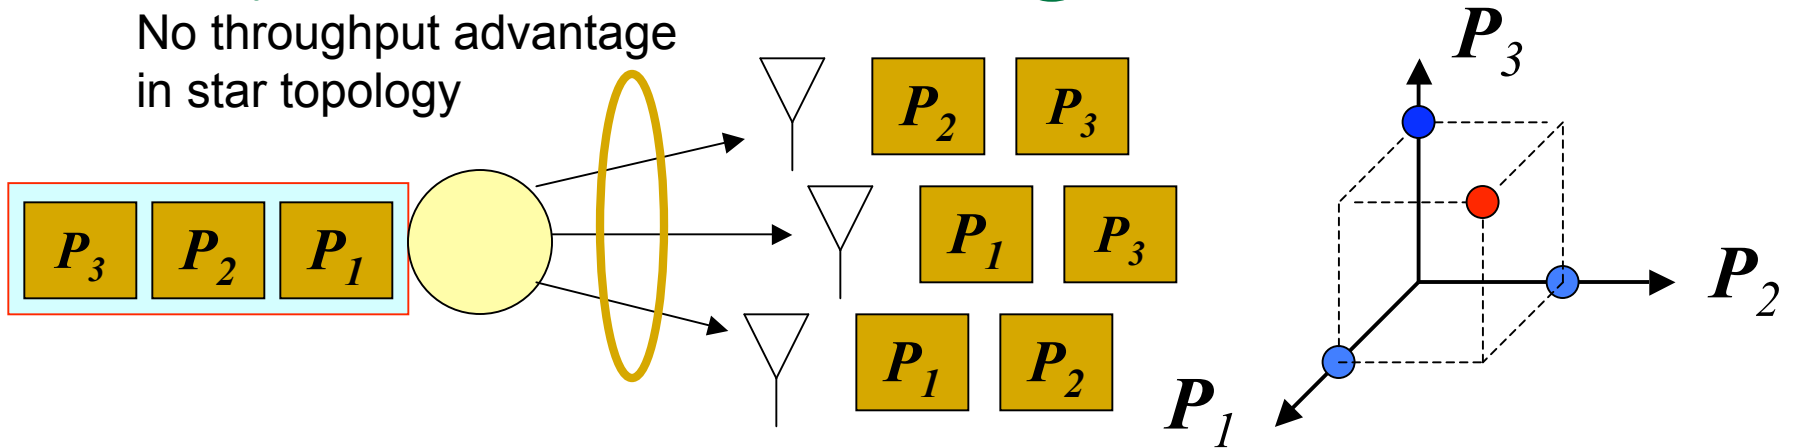 No throughput advantage
in star topology
P3 P2 P1
P2 P3
P1 P3
P1 P2
P3
P2
P1